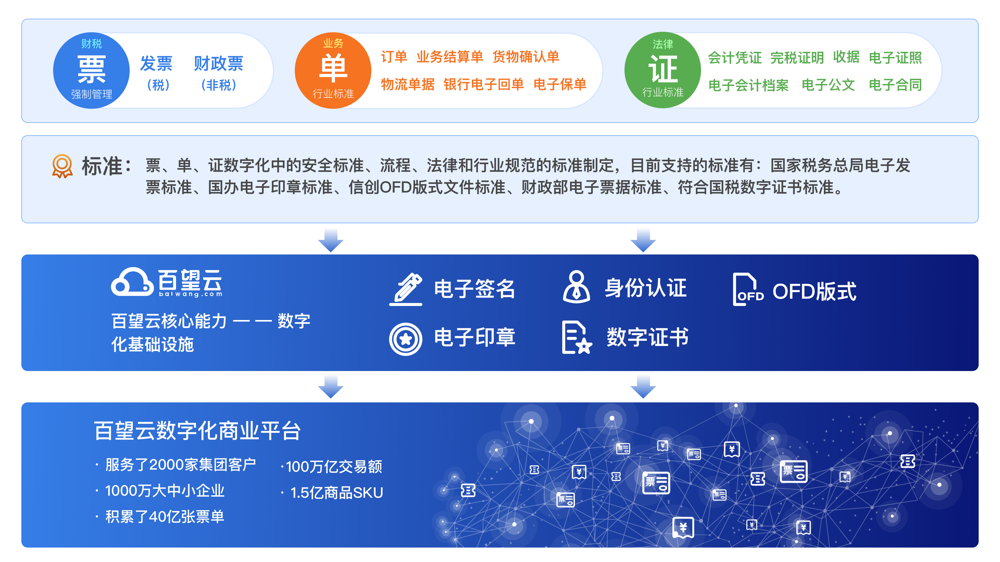 财税
票
强制管理
发票 财政票
（税） （非税）
业务
单
行业标准
订单 业务结算单 货物确认单
物流单据 银行电子回单 电子保单
法律
证
行业标准
会计凭证 完税证明 收据 电子证照
电子会计档案 电子公文 电子合同
标准：
票、单、证数字化中的安全标准、流程、法律和行业规范的标准制定，目前支持的标准有：国家税务总局电子发
票标准、国办电子印章标准、信创OFD版式文件标准、财政部电子票据标准、符合国税数字证书标准。
百望云
baiwang.com
百望云核心能力 — — 数字
化基础设施
电子签名
身份认证
OFD
OFD版式
电子印章
数字证书
百望云数字化商业平台
· 服务了2000家集团客户
· 1000万大中小企业
· 积累了40亿张票单
·100万亿交易额
· 1.5亿商品SKU
票
¥
票
¥
¥
票
票
¥
票
票
¥
¥
¥